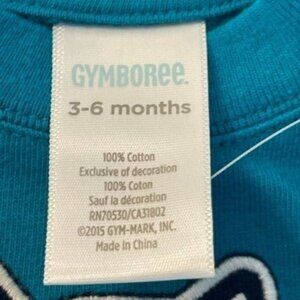 GYMBOREE.
3-6 months
100% Cotton
Exclusive of decoration
100% Coton
Sauf la décoration
RN70530/CA31802
©2015 GYM-MARK, INC.
Made in China